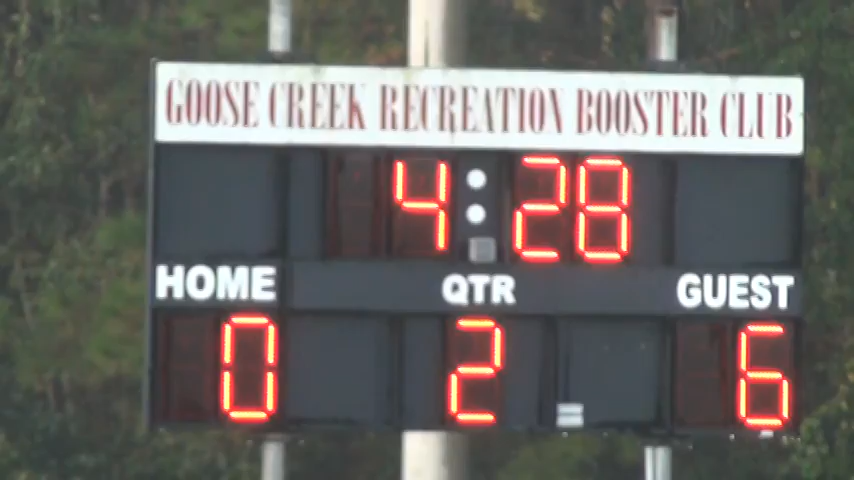 GOOSE CREEK RECREATION BOOSTER CLUB
4:28
HOME QTR GUEST
0 2 6